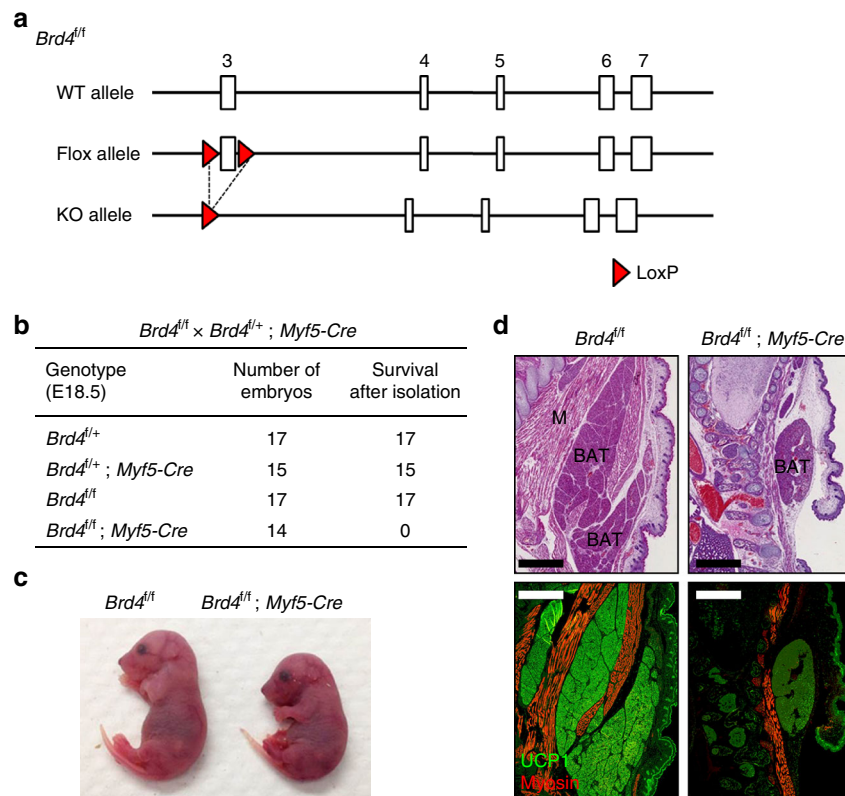 a
Brd4f/f
3 4 5 6 7
WT allele
Flox allele
KO allele
LoxP
b
Brd4f/f × Brd4f/+ ; Myf5-Cre
Genotype (E18.5) Number of embryos Survival after isolation
Brd4f/+ 17 17
Brd4f/+ ; Myf5-Cre 15 15
Brd4f/f 17 17
Brd4f/f ; Myf5-Cre 14 0
c
Brd4f/f Brd4f/f ; Myf5-Cre
d
Brd4f/f Brd4f/f ; Myf5-Cre
M
BAT BAT
BAT
UCP1
Myosin